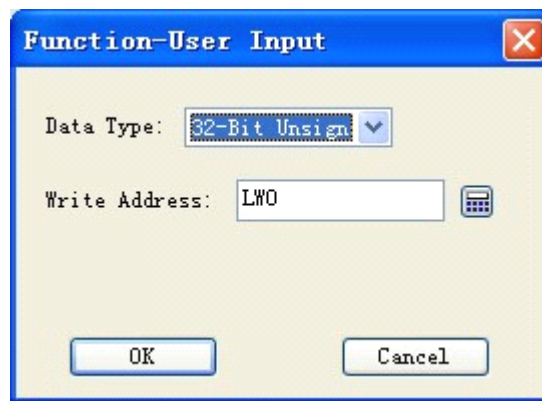 Function-User Input
Data Type: 32-Bit Unsign
Write Address: LW0
OK Cancel